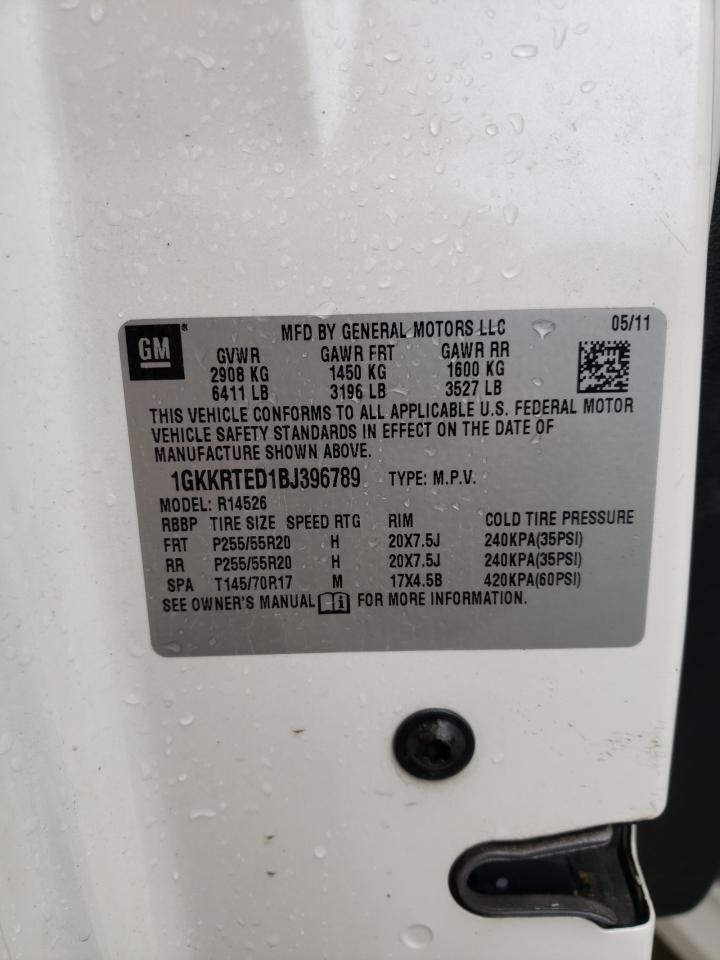 GM
MFD BY GENERAL MOTORS LLC 05/11
GVWR GAWR FRT GAWR RR
2908 KG 1450 KG 1600 KG
6411 LB 3196 LB 3527 LB
THIS VEHICLE CONFORMS TO ALL APPLICABLE U.S. FEDERAL MOTOR
VEHICLE SAFETY STANDARDS IN EFFECT ON THE DATE OF
MANUFACTURE SHOWN ABOVE.
1GKKRTED1BJ396789 TYPE: M.P.V.
MODEL: R14526
RBBP TIRE SIZE SPEED RTG RIM COLD TIRE PRESSURE
FRT P255/55R20 H 20X7.5J 240KPA(35PSI)
RR P255/55R20 H 20X7.5J 240KPA(35PSI)
SPA T145/70R17 M 17X4.5B 420KPA(60PSI)
SEE OWNER'S MANUAL FOR MORE INFORMATION.